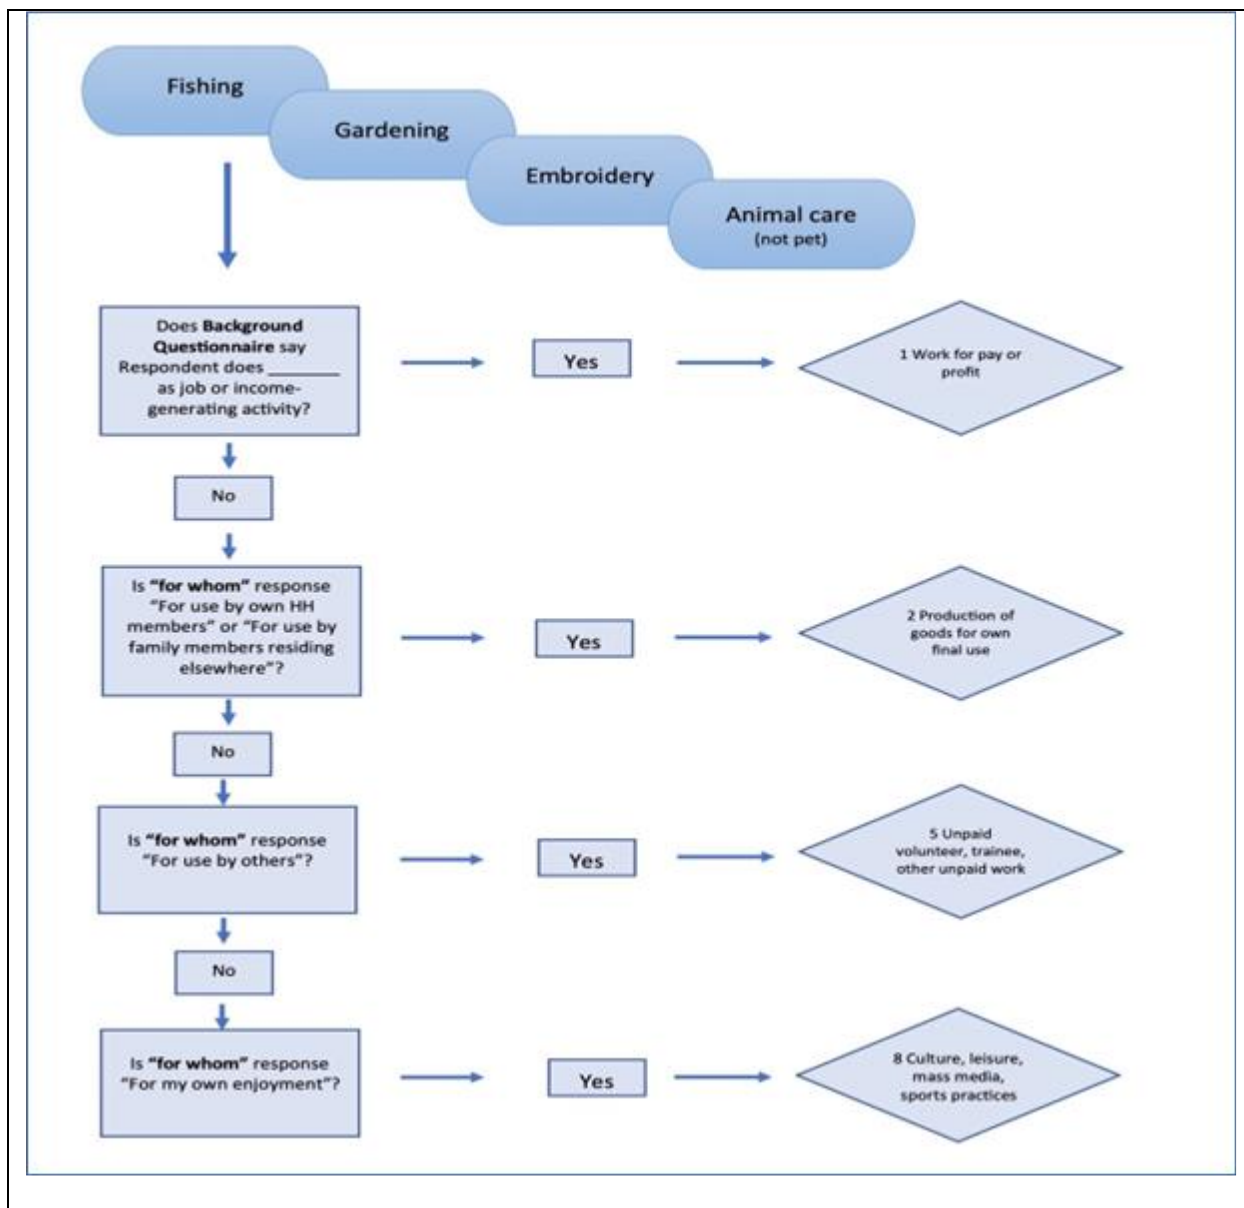 Fishing
Gardening
Embroidery
Animal care
(not pet)
Does Background
Questionnaire say
Respondent does ________
as job or income-
generating activity?
Yes
1 Work for pay or
profit
No
Is “for whom” response
“For use by own HH
members” or “For use by
family members residing
elsewhere”?
Yes
2 Production of
goods for own
final use
No
Is “for whom” response
“For use by others”?
Yes
5 Unpaid
volunteer, trainee,
other unpaid work
No
Is “for whom” response
“For my own enjoyment”?
Yes
8 Culture, leisure,
mass media,
sports practices